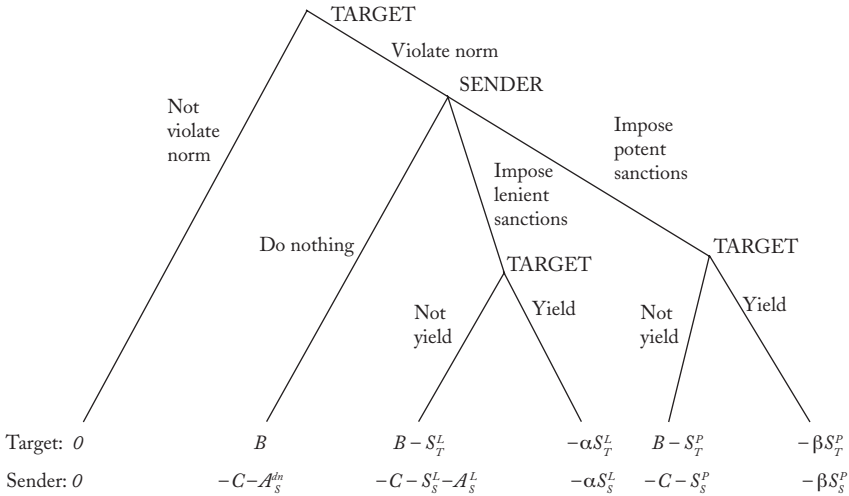 TARGET
Violate norm
SENDER
Not
violate
norm
Impose
potent
sanctions
Impose
lenient
sanctions
Do nothing
TARGET
TARGET
Not
yield
Yield
Not
yield
Yield
Target: 0 B B − S_T^L −αS_T^L B − S_T^P −βS_T^P
Sender: 0 −C−A_S^{dn} −C − S_S^L−A_S^L −αS_S^L −C − S_S^P −βS_S^P